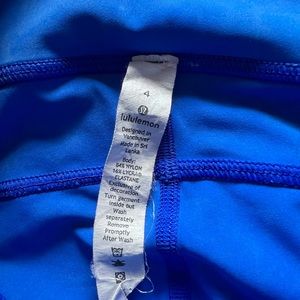 4
lululemon
Designed in
Vancouver
Made in Sri
Lanka
Body:
84% NYLON
16% LYCRA®
ELASTANE
Exclusive of
decoration
Turn garment
inside out
Wash
separately
Remove
Promptly
After Wash